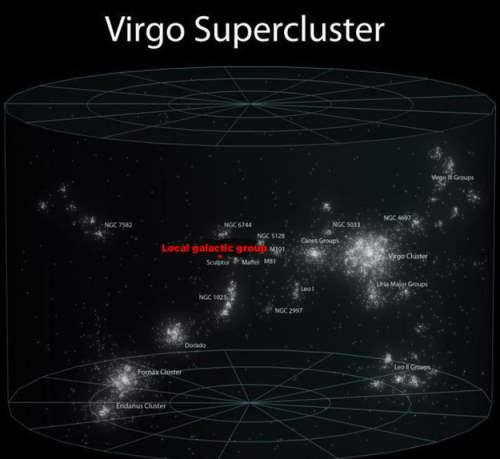 Virgo Supercluster
Virgo III Groups
NGC 7582
NGC 6744
NGC 5033
NGC 4697
NGC 5128
Local galactic group
M101
Canes Groups
Sculptor
Maffei
M81
Virgo Cluster
Ursa Major Groups
Leo I
NGC 1023
NGC 2997
Dorado
Fornax Cluster
Leo II Groups
Eridanus Cluster